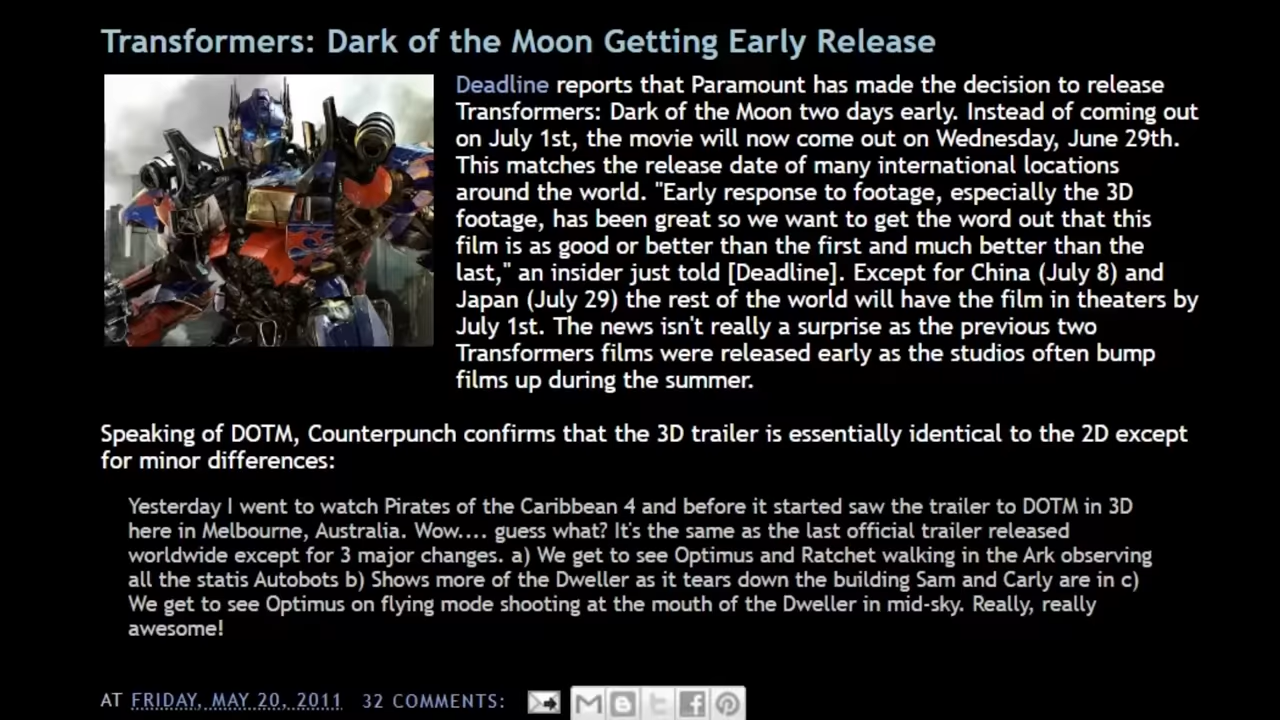 Transformers: Dark of the Moon Getting Early Release
Deadline reports that Paramount has made the decision to release
Transformers: Dark of the Moon two days early. Instead of coming out
on July 1st, the movie will now come out on Wednesday, June 29th.
This matches the release date of many international locations
around the world. "Early response to footage, especially the 3D
footage, has been great so we want to get the word out that this
film is as good or better than the first and much better than the
last," an insider just told [Deadline]. Except for China (July 8) and
Japan (July 29) the rest of the world will have the film in theaters by
July 1st. The news isn't really a surprise as the previous two
Transformers films were released early as the studios often bump
films up during the summer.
Speaking of DOTM, Counterpunch confirms that the 3D trailer is essentially identical to the 2D except
for minor differences:
Yesterday I went to watch Pirates of the Caribbean 4 and before it started saw the trailer to DOTM in 3D
here in Melbourne, Australia. Wow.... guess what? It's the same as the last official trailer released
worldwide except for 3 major changes. a) We get to see Optimus and Ratchet walking in the Ark observing
all the statis Autobots b) Shows more of the Dweller as it tears down the building Sam and Carly are in c)
We get to see Optimus on flying mode shooting at the mouth of the Dweller in mid-sky. Really, really
awesome!
AT FRIDAY, MAY 20, 2011 32 COMMENTS: